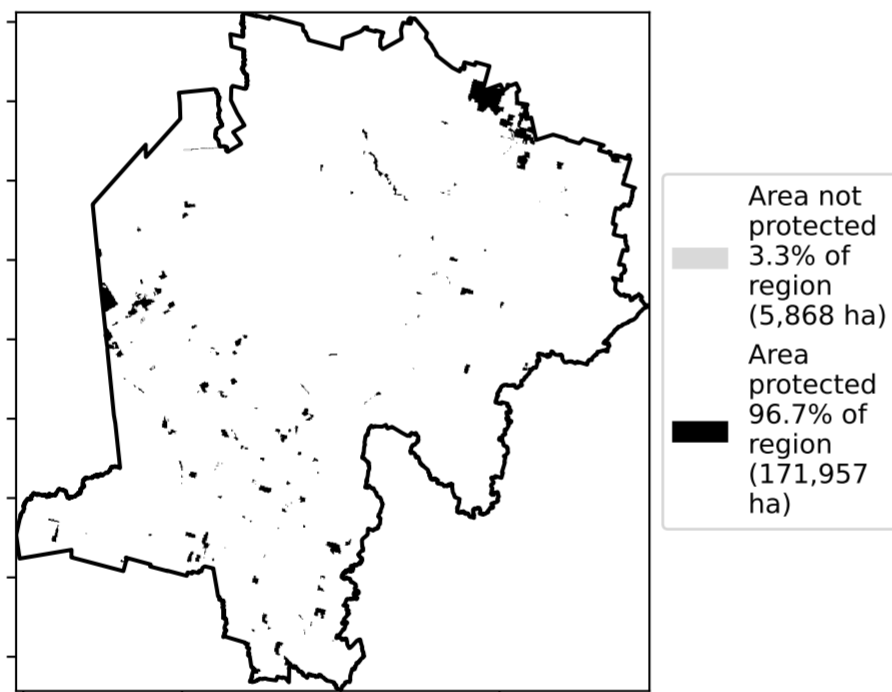 Area not
protected
3.3% of
region
(5,868 ha)
Area
protected
96.7% of
region
(171,957
ha)